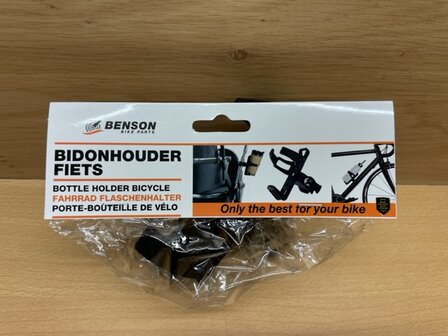 BENSON
BIKE PARTS
BIDONHOUDER
FIETS
BOTTLE HOLDER BICYCLE
FAHRRAD FLASCHENHALTER
PORTE-BOÙTEILLE DE VÉLO
Only the best for your bike